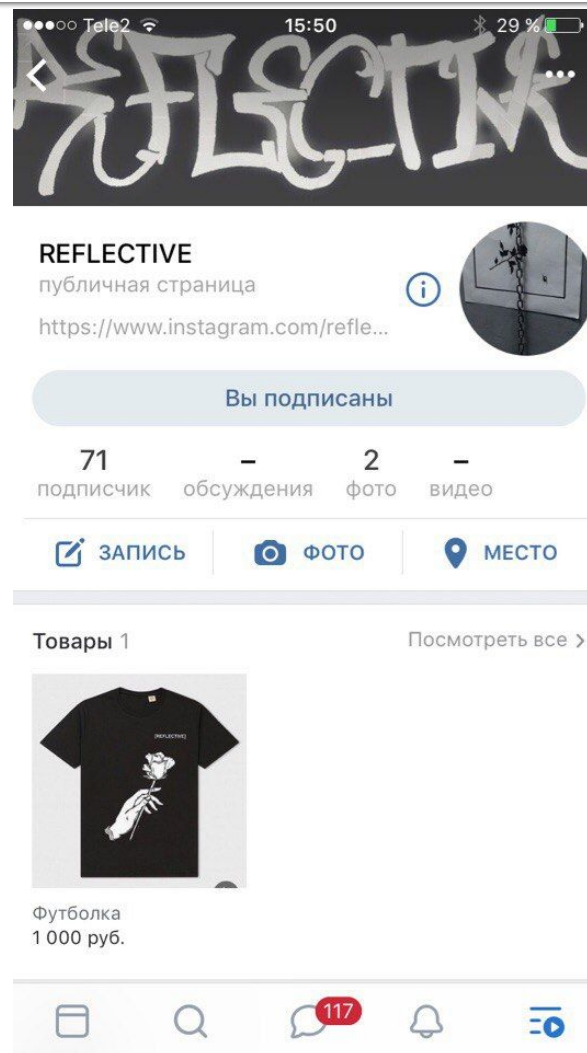 Tele2 15:50 29 %
REFLECTIVE
REFLECTIVE
публичная страница
https://www.instagram.com/refle...
Вы подписаны
71 – 2 –
подписчик обсуждения фото видео
ЗАПИСЬ ФОТО МЕСТО
Товары 1 Посмотреть все
[REFLECTIVE]
Футболка
1 000 руб.
117